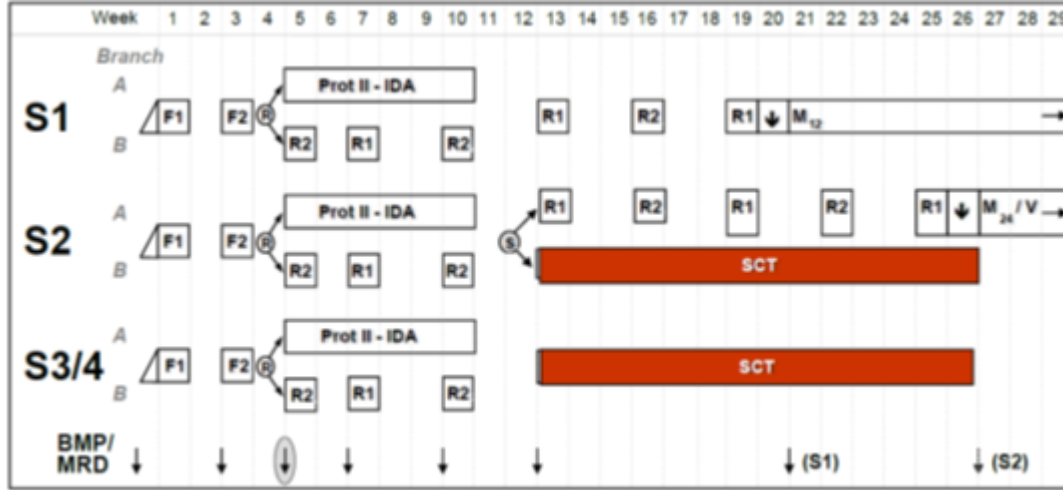 Week 1 2 3 4 5 6 7 8 9 10 11 12 13 14 15 16 17 18 19 20 21 22 23 24 25 26 27 28 29
Branch
A Prot II - IDA
S1 F1 F2 R R1 R2 R1 M12
B R2 R1 R2
A Prot II - IDA R1 R2 R1 R2 R1 M24 / V
S2 F1 F2 R S
B R2 R1 R2 SCT
A Prot II - IDA
S3/4 F1 F2 R SCT
B R2 R1 R2
BMP/
MRD (S1) (S2)